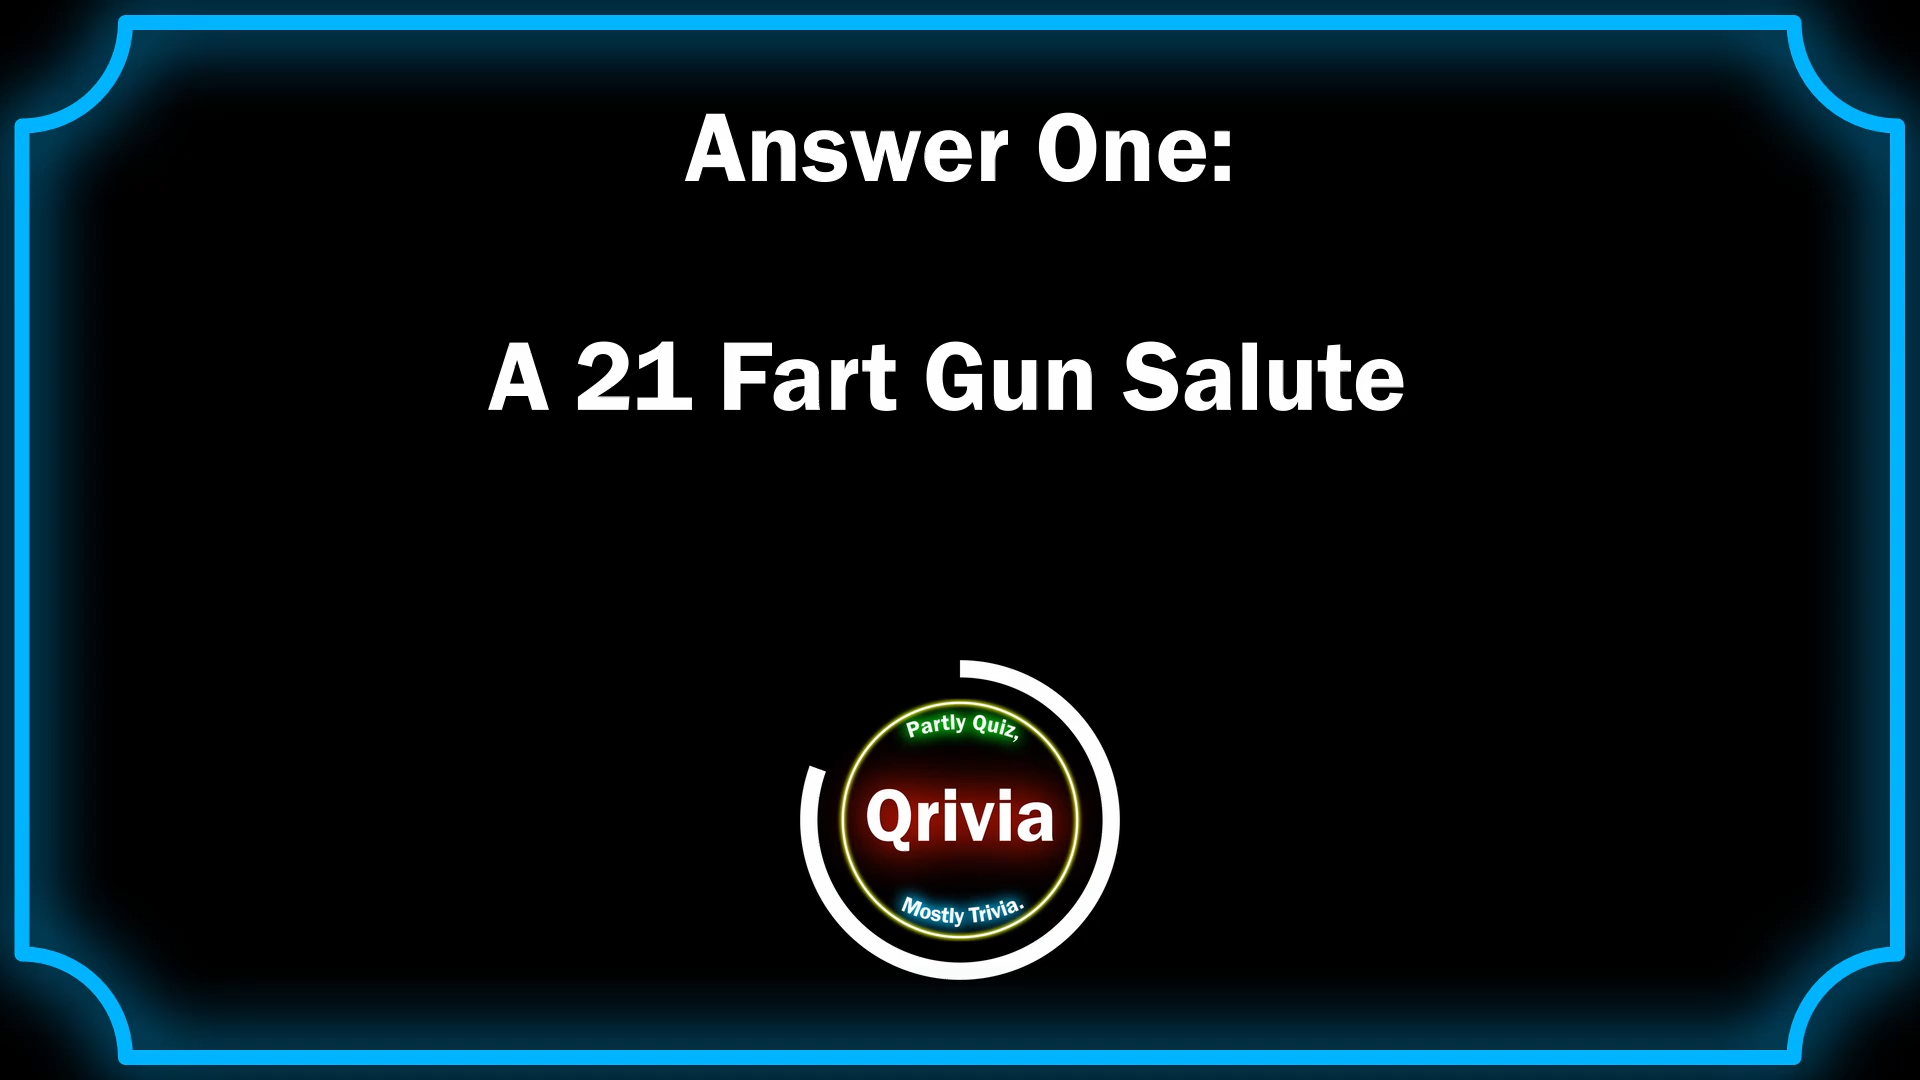 Answer One:
A 21 Fart Gun Salute
Partly Quiz,
Qrivia
Mostly Trivia.